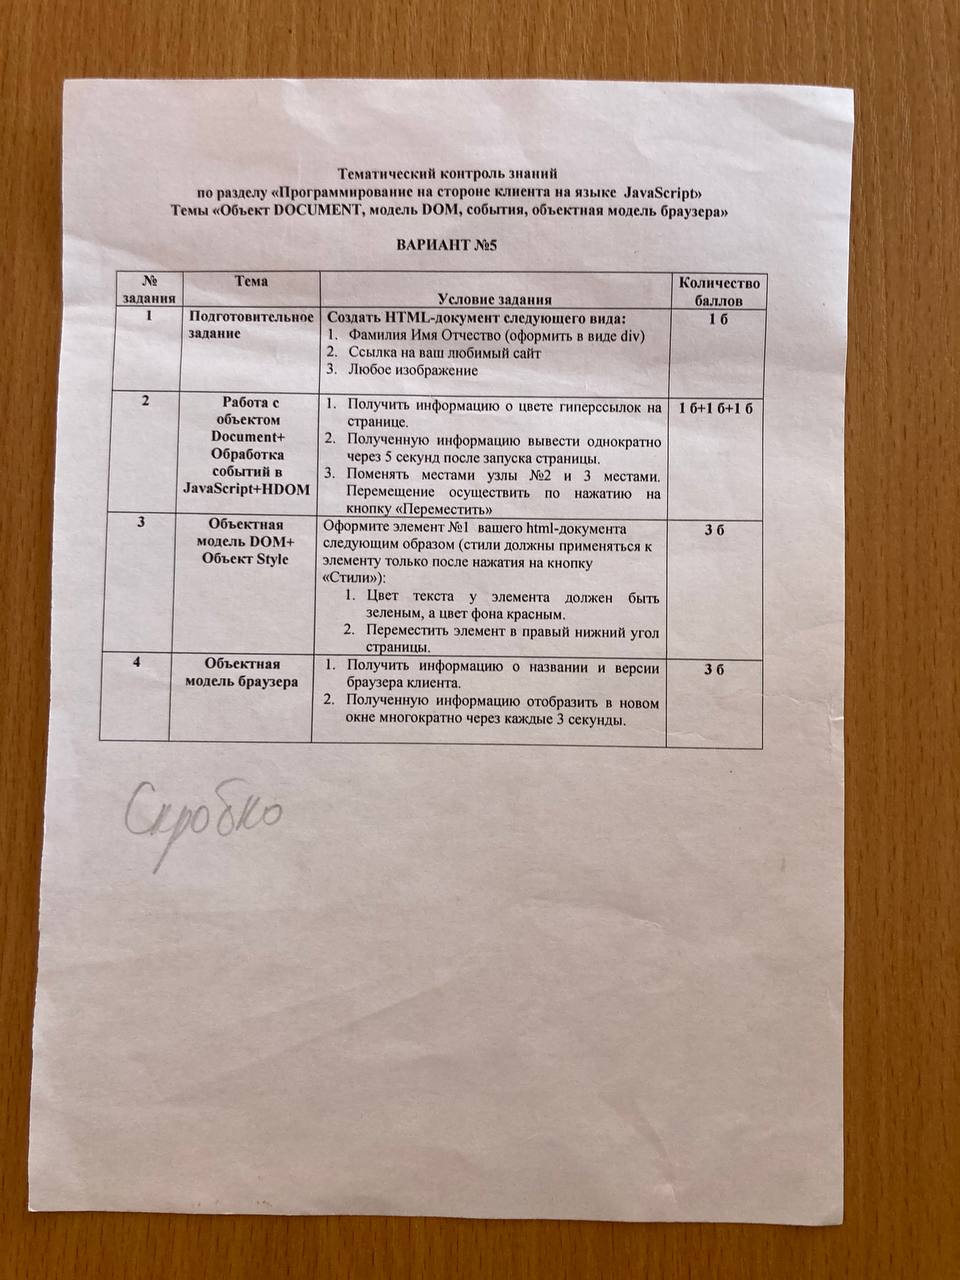 Тематический контроль знаний
по разделу «Программирование на стороне клиента на языке JavaScript»
Темы «Объект DOCUMENT, модель DOM, события, объектная модель браузера»
ВАРИАНТ №5
№ задания
Тема
Условие задания
Количество баллов
1
Подготовительное
задание
Создать HTML-документ следующего вида:
1. Фамилия Имя Отчество (оформить в виде div)
2. Ссылка на ваш любимый сайт
3. Любое изображение
1 б
2
Работа с
объектом
Document+
Обработка
событий в
JavaScript+HDOM
1. Получить информацию о цвете гиперссылок на
странице.
2. Полученную информацию вывести однократно
через 5 секунд после запуска страницы.
3. Поменять местами узлы №2 и 3 местами.
Перемещение осуществить по нажатию на
кнопку «Переместить»
1 б+1 б+1 б
3
Объектная
модель DOM+
Объект Style
Оформите элемент №1 вашего html-документа
следующим образом (стили должны применяться к
элементу только после нажатия на кнопку
«Стили»):
1. Цвет текста у элемента должен быть
зеленым, а цвет фона красным.
2. Переместить элемент в правый нижний угол
страницы.
3 б
4
Объектная
модель браузера
1. Получить информацию о названии и версии
браузера клиента.
2. Полученную информацию отобразить в новом
окне многократно через каждые 3 секунды.
3 б
Скробко